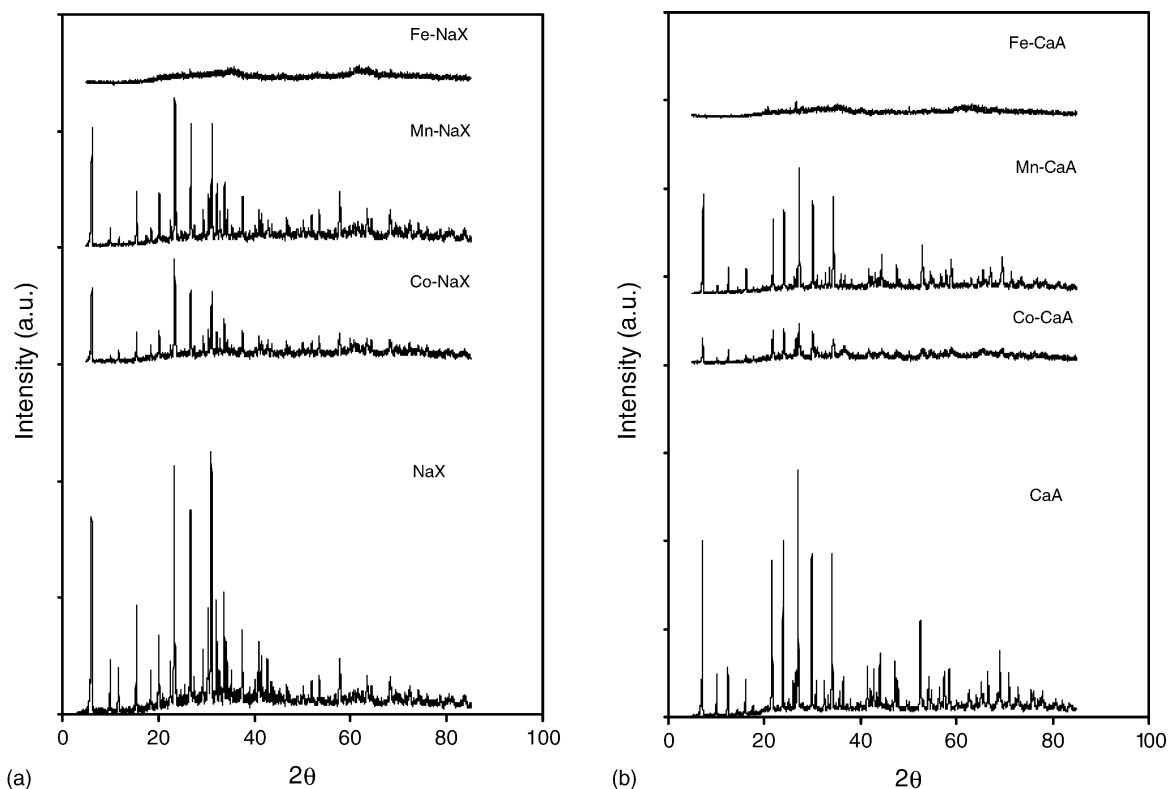 Fe-NaX
Mn-NaX
Co-NaX
NaX
Intensity (a.u.)
0 20 40 60 80 100
2θ
(a)
Fe-CaA
Mn-CaA
Co-CaA
CaA
Intensity (a.u.)
0 20 40 60 80 100
2θ
(b)